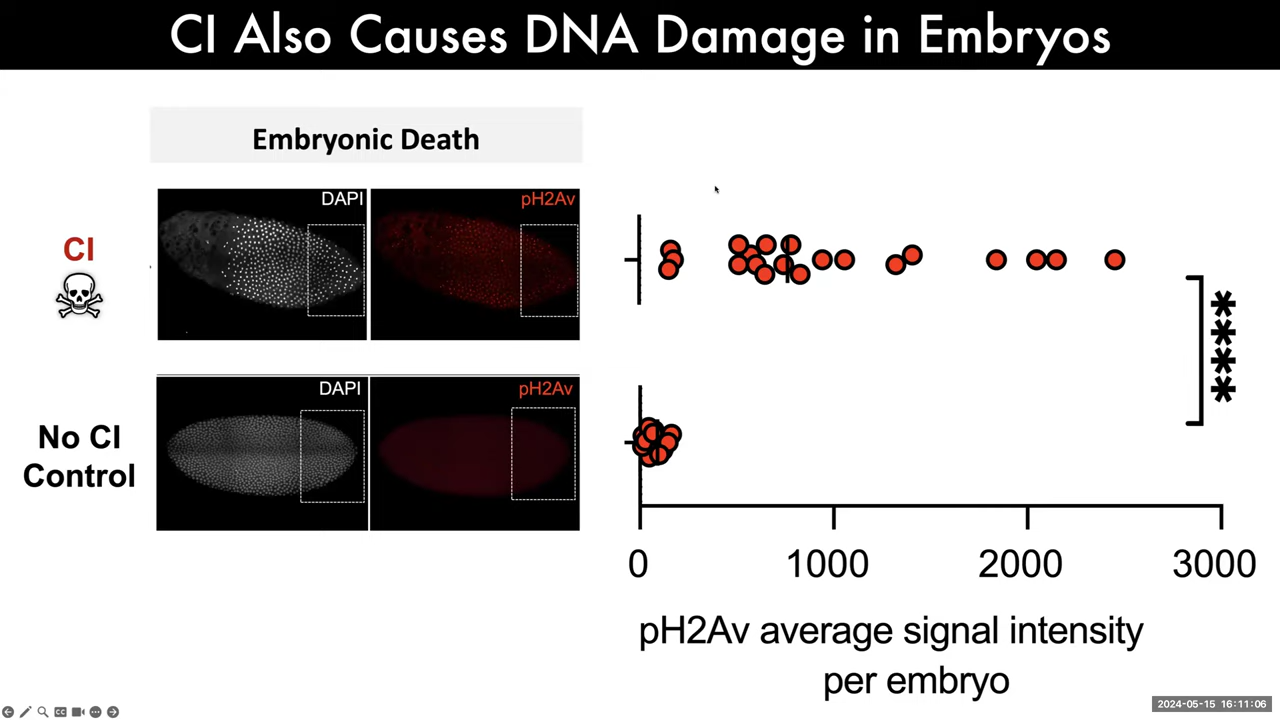 CI Also Causes DNA Damage in Embryos
Embryonic Death
DAPI
pH2Av
CI
DAPI
pH2Av
No CI
Control
****
0
1000
2000
3000
pH2Av average signal intensity
per embryo
2024-05-15 16:11:06